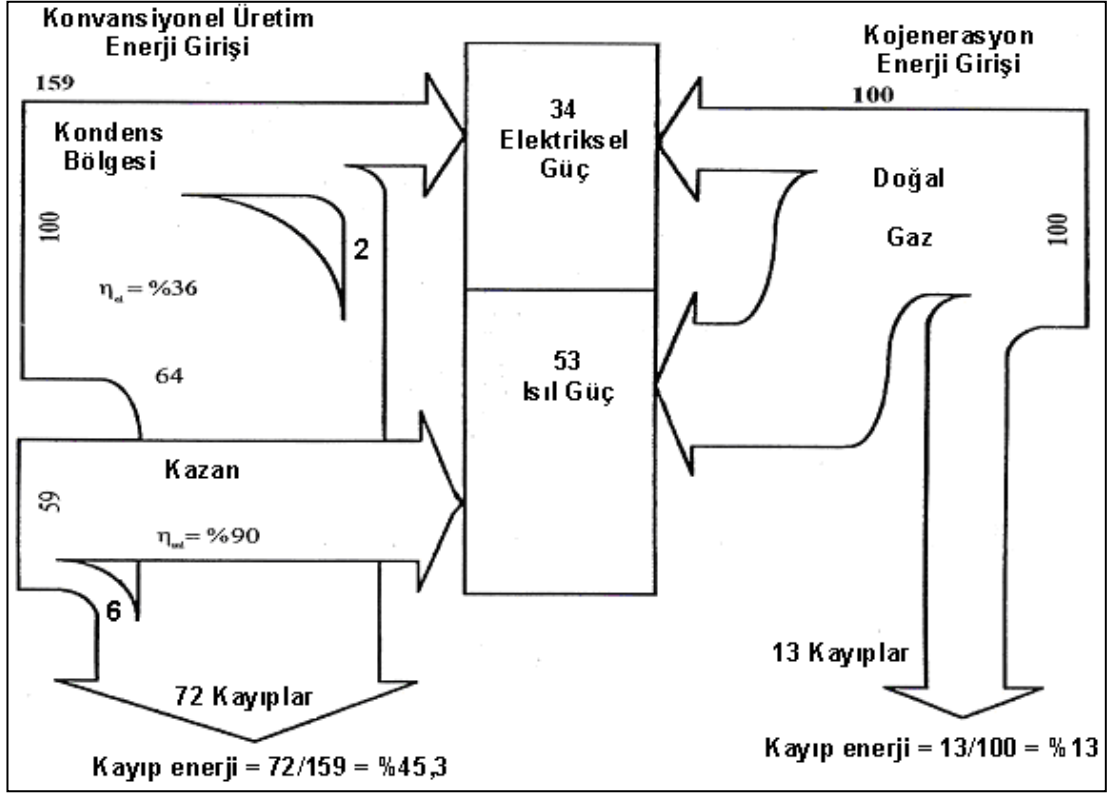 Konvansiyonel Üretim
Enerji Girişi
159
Kondens
Bölgesi
100
2
η = %36
64
Kazan
59
η = %90
6
72 Kayıplar
Kayıp enerji = 72/159 = %45,3
34
Elektriksel
Güç
53
Isıl Güç
Kojenerasyon
Enerji Girişi
100
Doğal
Gaz
100
13 Kayıplar
Kayıp enerji = 13/100 = %13